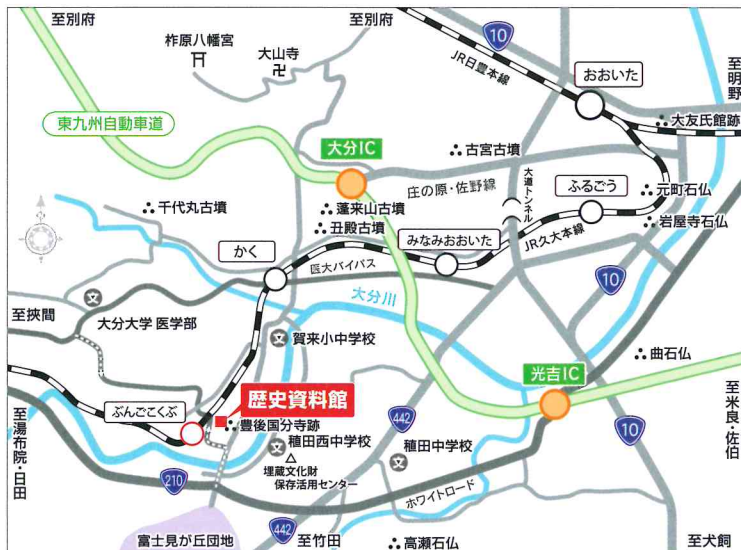 至別府
至別府
10
柞原八幡宮
大山寺
JR日豊本線
おおいた
至明野
東九州自動車道
大友氏館跡
大分IC
古宮古墳
庄の原・佐野線
大道トンネル
ふるごう
元町石仏
千代丸古墳
蓬来山古墳
丑殿古墳
みなみおおいた
JR久大本線
岩屋寺石仏
かく
医大バイパス
大分川
10
至挾間
文
大分大学 医学部
文
賀来小中学校
曲石仏
光吉IC
歴史資料館
ぶんごこくぶ
豊後国分寺跡
至米良・佐伯
至湯布院・日田
442
10
稙田西中学校
文
稙田中学校
文
埋蔵文化財
保存活用センター
210
ホワイトロード
442
富士見が丘団地
至竹田
高瀬石仏
至犬飼